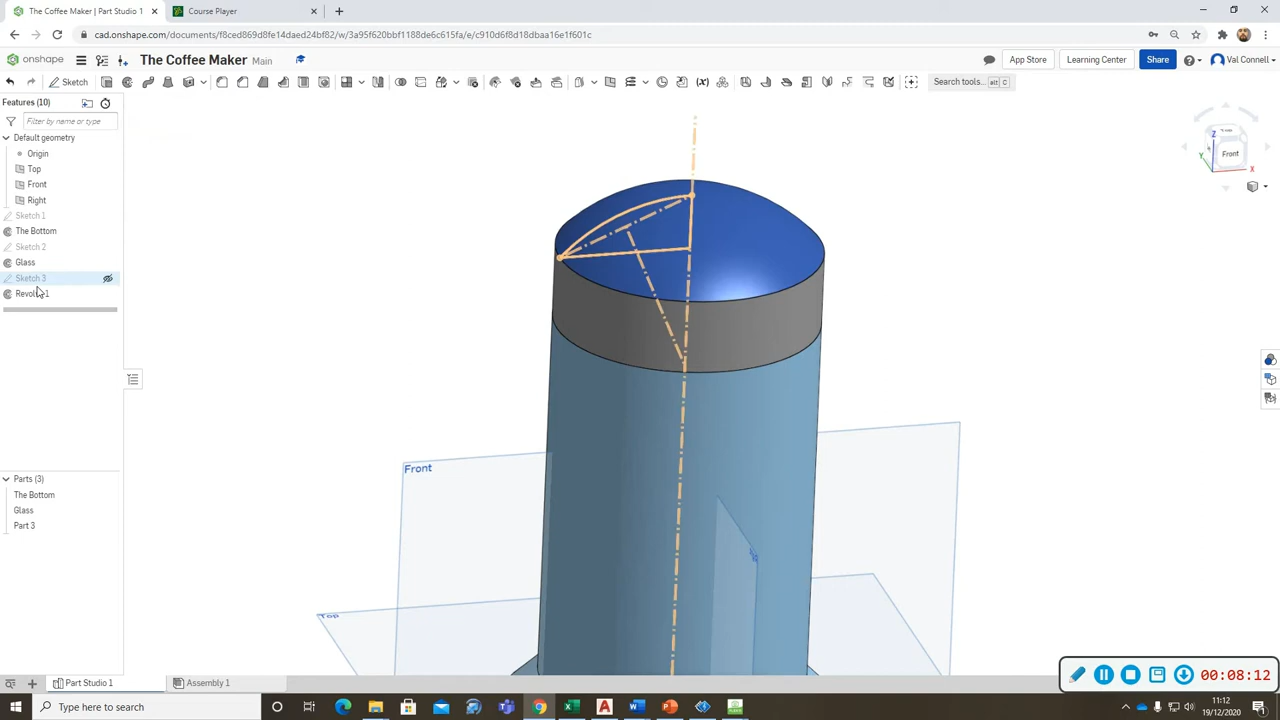 The Coffee Maker | Part Studio 1
Course Player
cad.onshape.com/documents/f8ced869d8fe14daed24bf82/w/3a95f620bbf1188de6c615fa/e/c910d6f8d18dbaa16e1f601c
onshape
The Coffee Maker Main
App Store
Learning Center
Share
Val Connell
Sketch
Search tools...
alt C
Features (10)
Filter by name or type
Default geometry
Origin
Top
Front
Right
Sketch 1
The Bottom
Sketch 2
Glass
Sketch 3
Parts (3)
The Bottom
Glass
Part 3
Front
Top
Z
Y
X
Front
Part Studio 1
Assembly 1
00:08:12
Type here to search
11:12
19/12/2020